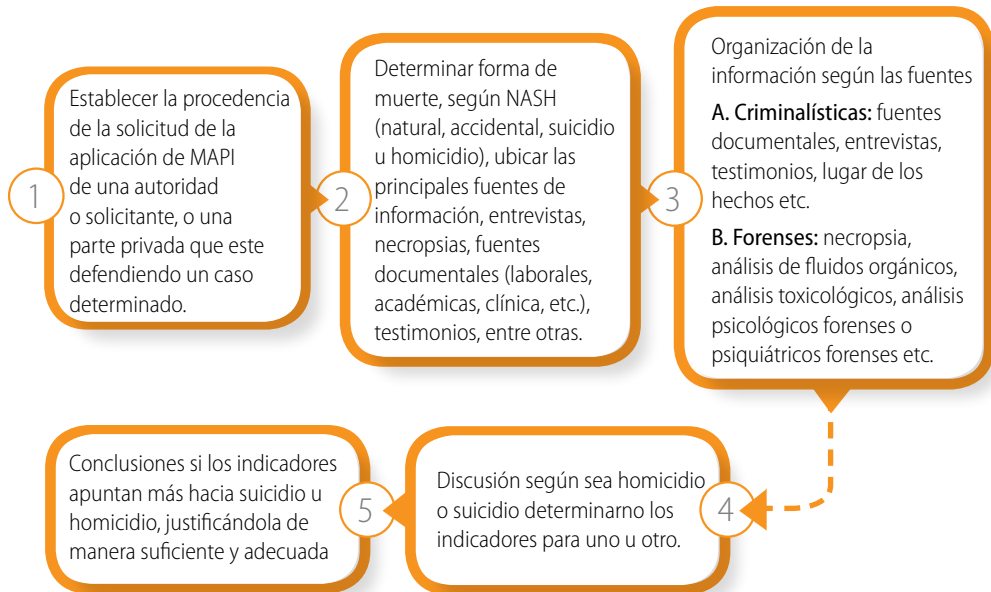 1
Establecer la procedencia
de la solicitud de la
aplicación de MAPI
de una autoridad
o solicitante, o una
parte privada que este
defendiendo un caso
determinado.
2
Determinar forma de
muerte, según NASH
(natural, accidental, suicidio
u homicidio), ubicar las
principales fuentes de
información, entrevistas,
necropsias, fuentes
documentales (laborales,
académicas, clínica, etc.),
testimonios, entre otras.
3
Organización de la
información según las fuentes
A. Criminalísticas: fuentes
documentales, entrevistas,
testimonios, lugar de los
hechos etc.
B. Forenses: necropsia,
análisis de fluidos orgánicos,
análisis toxicológicos, análisis
psicológicos forenses o
psiquiátricos forenses etc.
4
Discusión según sea homicidio
o suicidio determinarno los
indicadores para uno u otro.
5
Conclusiones si los indicadores
apuntan más hacia suicidio u
homicidio, justificándola de
manera suficiente y adecuada